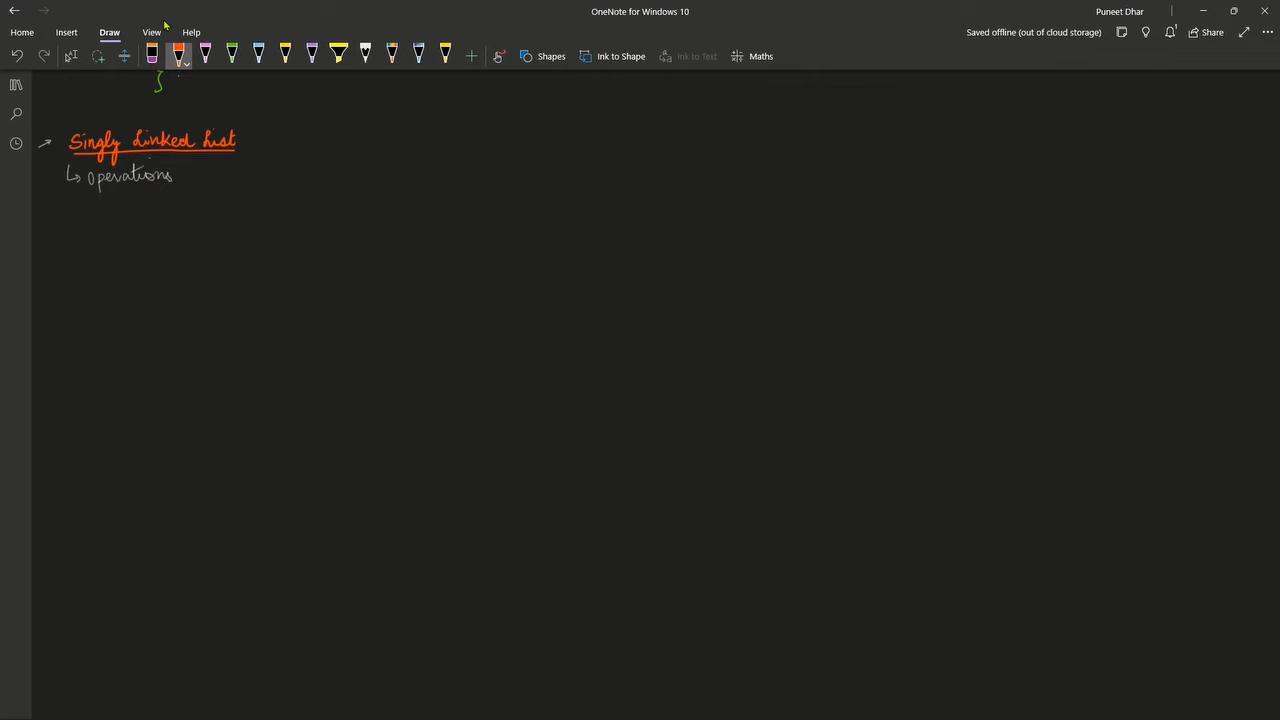 OneNote for Windows 10
Puneet Dhar
Home Insert Draw View Help
Saved offline (out of cloud storage)
Share
Shapes
Ink to Shape
Ink to Text
Maths
Singly Linked List
↳ Operations